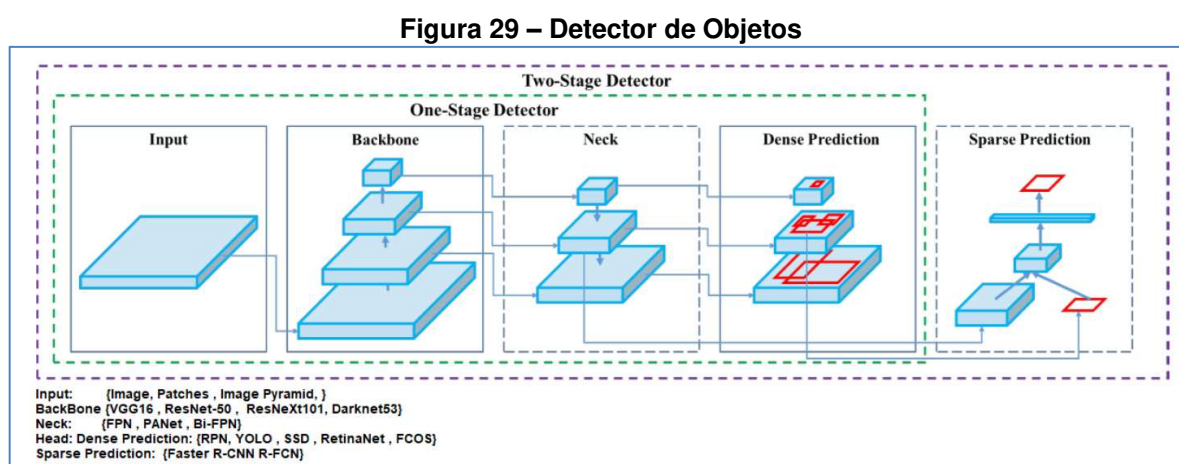 Figura 29 – Detector de Objetos
Two-Stage Detector
One-Stage Detector
Input
Backbone
Neck
Dense Prediction
Sparse Prediction
Input: {Image, Patches , Image Pyramid, }
BackBone {VGG16 , ResNet-50 , ResNeXt101, Darknet53}
Neck: {FPN , PANet , Bi-FPN}
Head: Dense Prediction: {RPN, YOLO , SSD , RetinaNet , FCOS}
Sparse Prediction: {Faster R-CNN R-FCN}